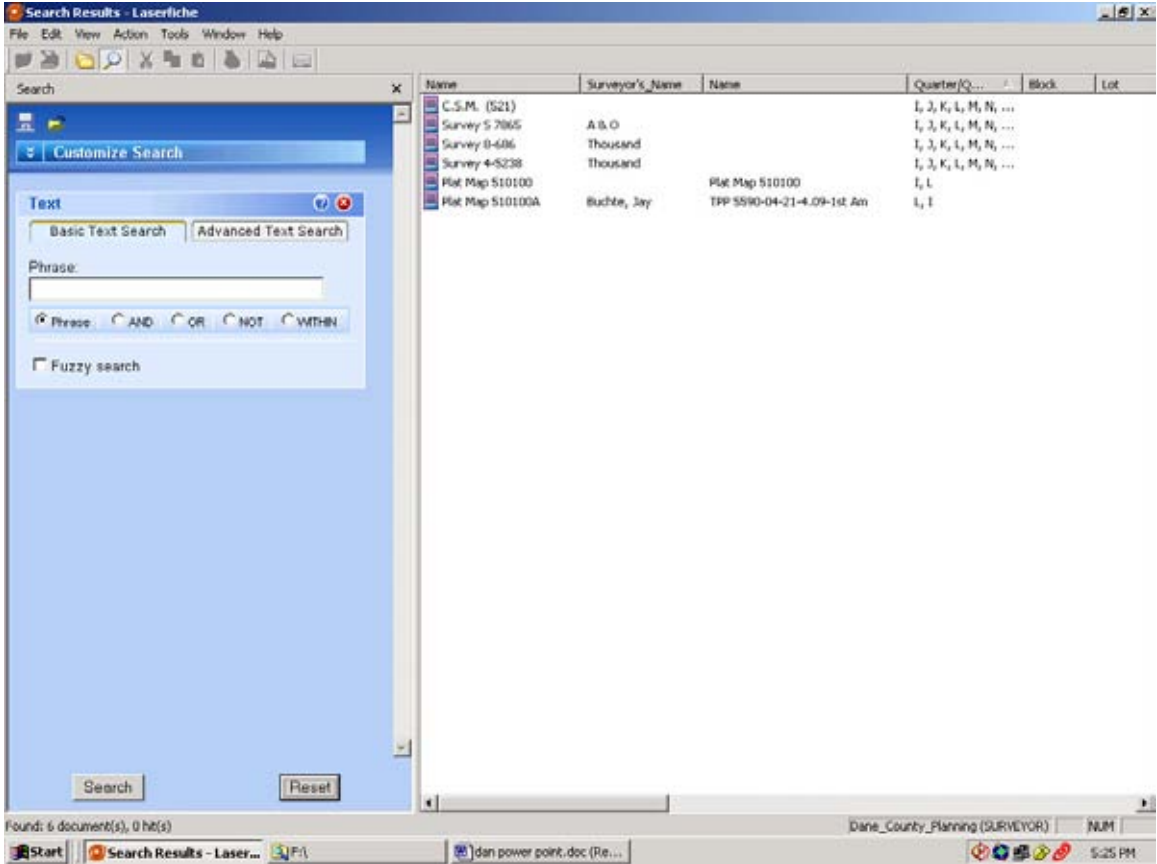 Search Results - Laserfiche
File Edit View Action Tools Window Help
Search
Customize Search
Text
Basic Text Search Advanced Text Search
Phrase:
Phrase AND OR NOT WITHIN
Fuzzy search
Search Reset
Name Surveyor's_Name Name Quarter/Q... Block Lot
C.S.M. (S21) I, J, K, L, M, N, ...
Survey S 7865 A & O I, J, K, L, M, N, ...
Survey 8-686 Thousand I, J, K, L, M, N, ...
Survey 4-5238 Thousand I, J, K, L, M, N, ...
Plat Map 510100 Plat Map 510100 I, L
Plat Map 510100A Buchte, Jay TPP 5590-04-21-4.09-1st Am L, I
Found: 6 document(s), 0 hit(s) Dane_County_Planning (SURVEYOR) NUM
Start Search Results - Laser... F:\ dan power point.doc (Re... 5:25 PM